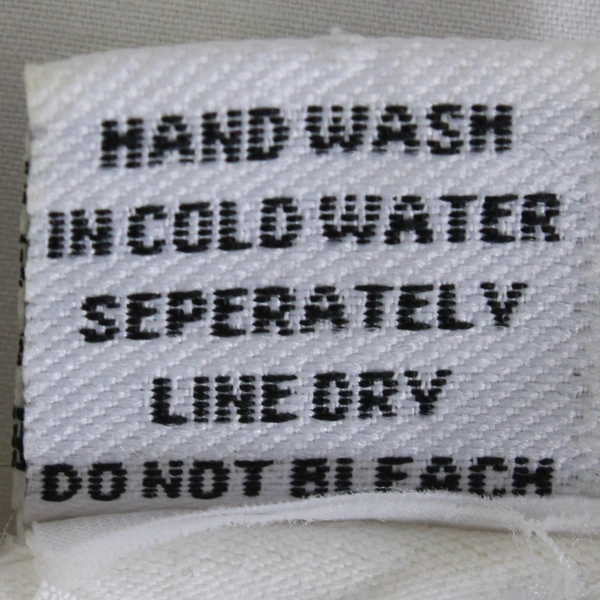 HAND WASH
IN COLD WATER
SEPERATELY
LINE DRY
DO NOT BLEACH